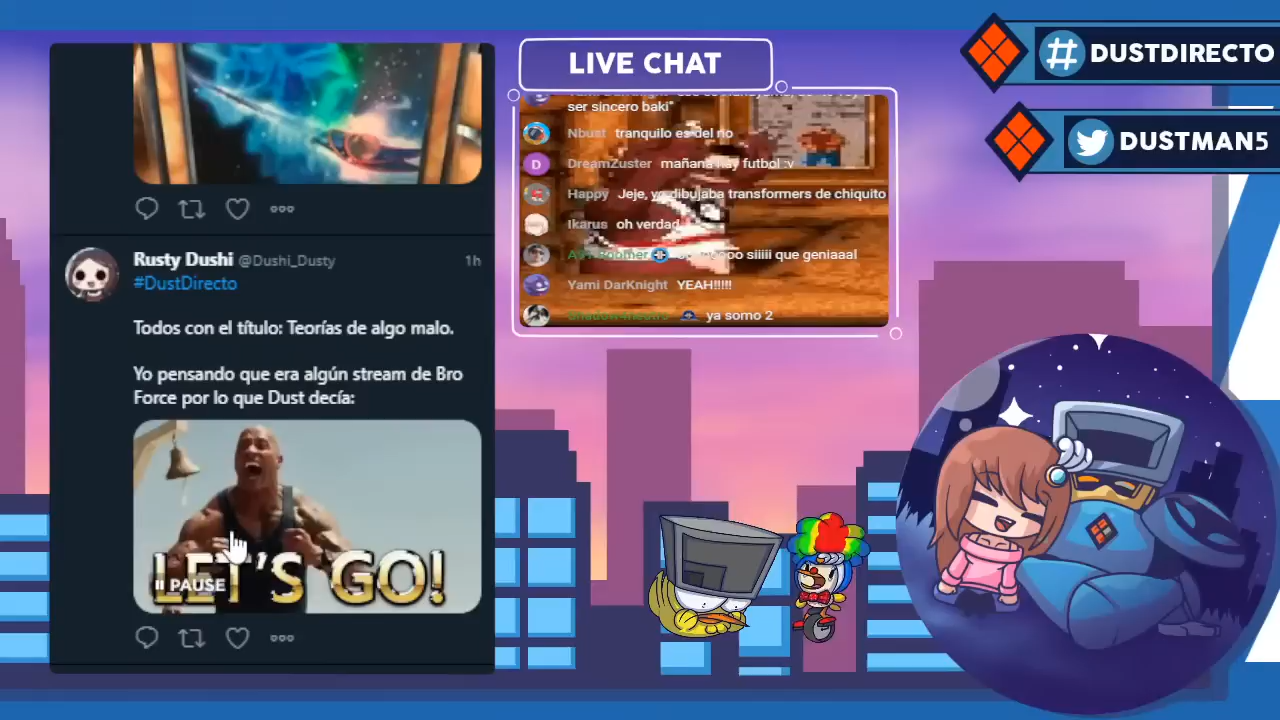 Rusty Dushi @Dushi_Dusty 1h
#DustDirecto
Todos con el título: Teorías de algo malo.
Yo pensando que era algún stream de Bro
Force por lo que Dust decía:
LET'S GO!
II PAUSE
LIVE CHAT
ser sincero baki"
Nbust tranquilo es del rio
D DreamZuster mañana hay futbol :v
Happy Jeje, yo dibujaba transformers de chiquito
Ikarus oh verdad
siiiii que geniaaal
Yami DarKnight YEAH!!!!!
ya somo 2
# DUSTDIRECTO
DUSTMAN5